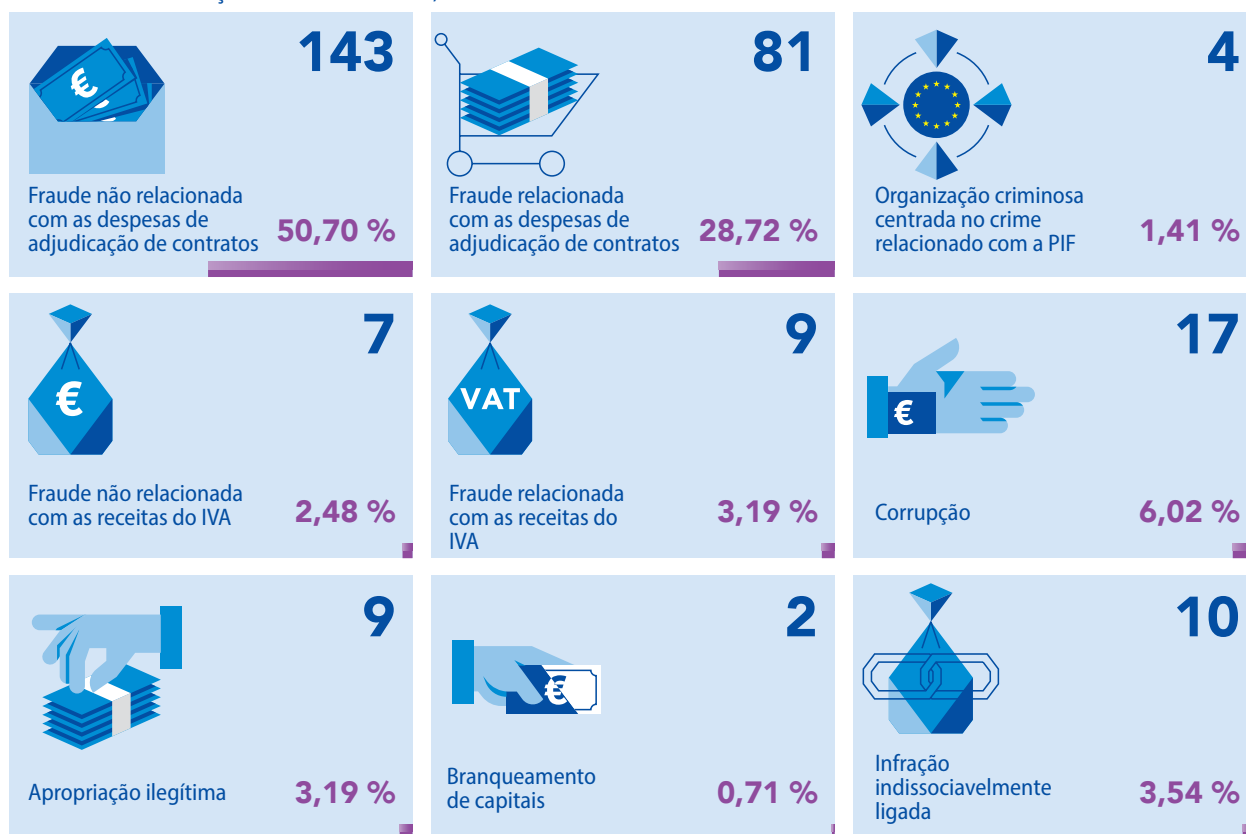 143
€
Fraude não relacionada
com as despesas de
adjudicação de contratos
50,70 %
81
Fraude relacionada
com as despesas de
adjudicação de contratos
28,72 %
4
Organização criminosa
centrada no crime
relacionado com a PIF
1,41 %
7
€
Fraude não relacionada
com as receitas do IVA
2,48 %
9
VAT
Fraude relacionada
com as receitas do
IVA
3,19 %
17
€
Corrupção
6,02 %
9
Apropriação ilegítima
3,19 %
2
€
Branqueamento
de capitais
0,71 %
10
Infração
indissociavelmente
ligada
3,54 %